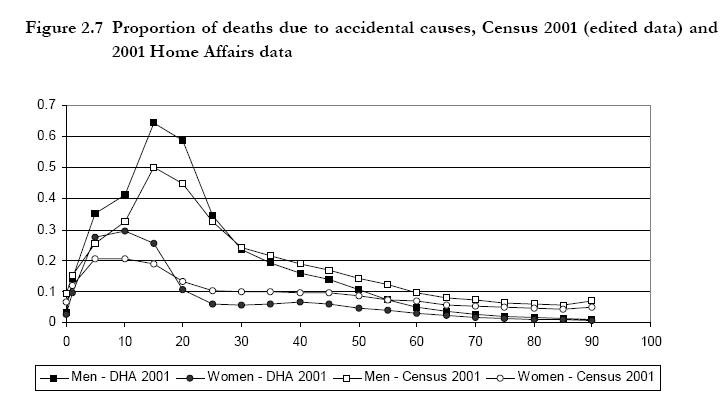 Figure 2.7 Proportion of deaths due to accidental causes, Census 2001 (edited data) and
2001 Home Affairs data
0.7
0.6
0.5
0.4
0.3
0.2
0.1
0
0 10 20 30 40 50 60 70 80 90 100
Men - DHA 2001 Women - DHA 2001 Men - Census 2001 Women - Census 2001